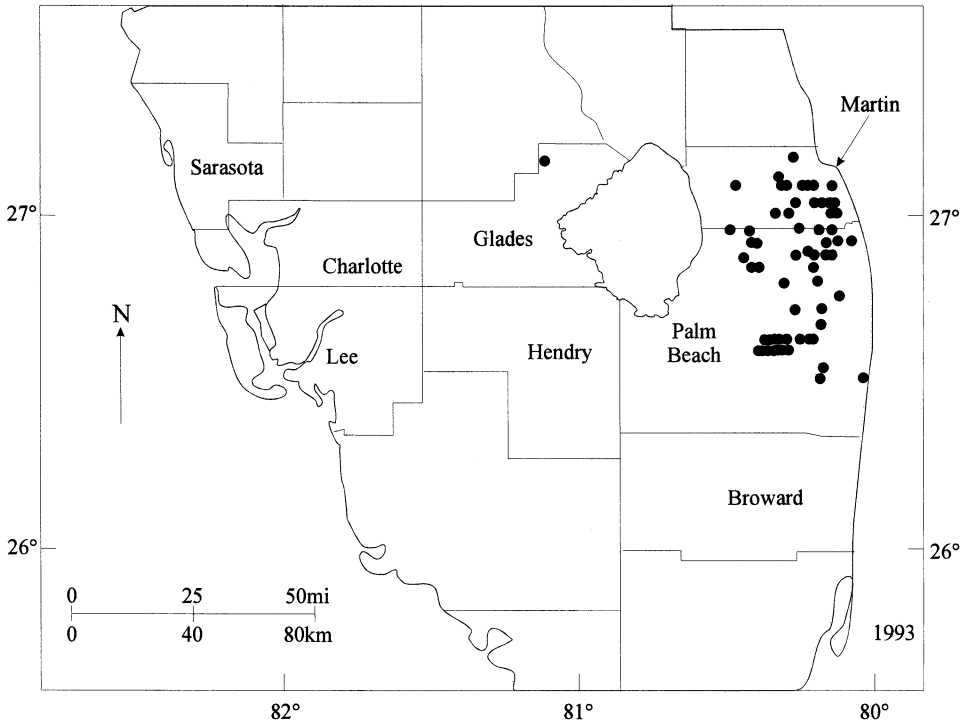 Martin
Sarasota
27°
27°
Glades
Charlotte
N
Palm
Beach
Hendry
Lee
Broward
26°
26°
0 25 50mi
0 40 80km
1993
82° 81° 80°